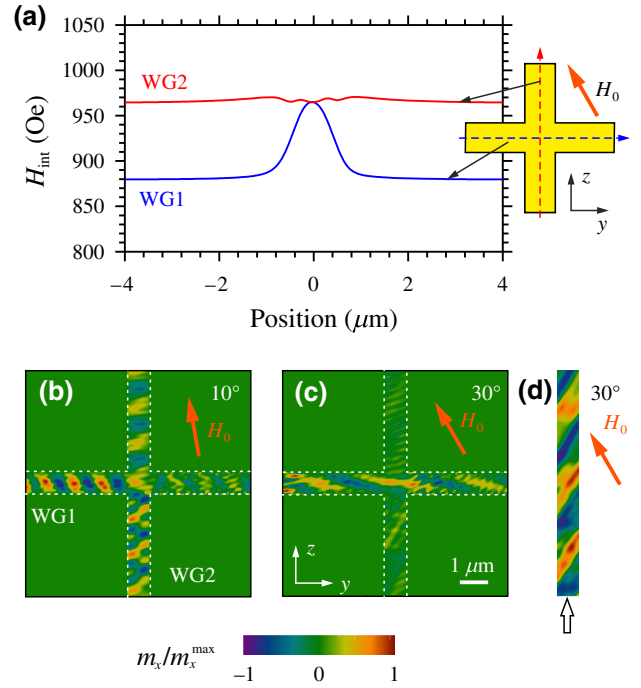 (a)
1050
1000
950
900
850
800
H_int (Oe)
WG2
WG1
−4
−2
0
2
4
Position (μm)
H_0
z
y
(b)
10°
H_0
WG1
WG2
(c)
30°
H_0
z
y
1 μm
(d)
30°
H_0
m_x/m_x^max
−1
0
1